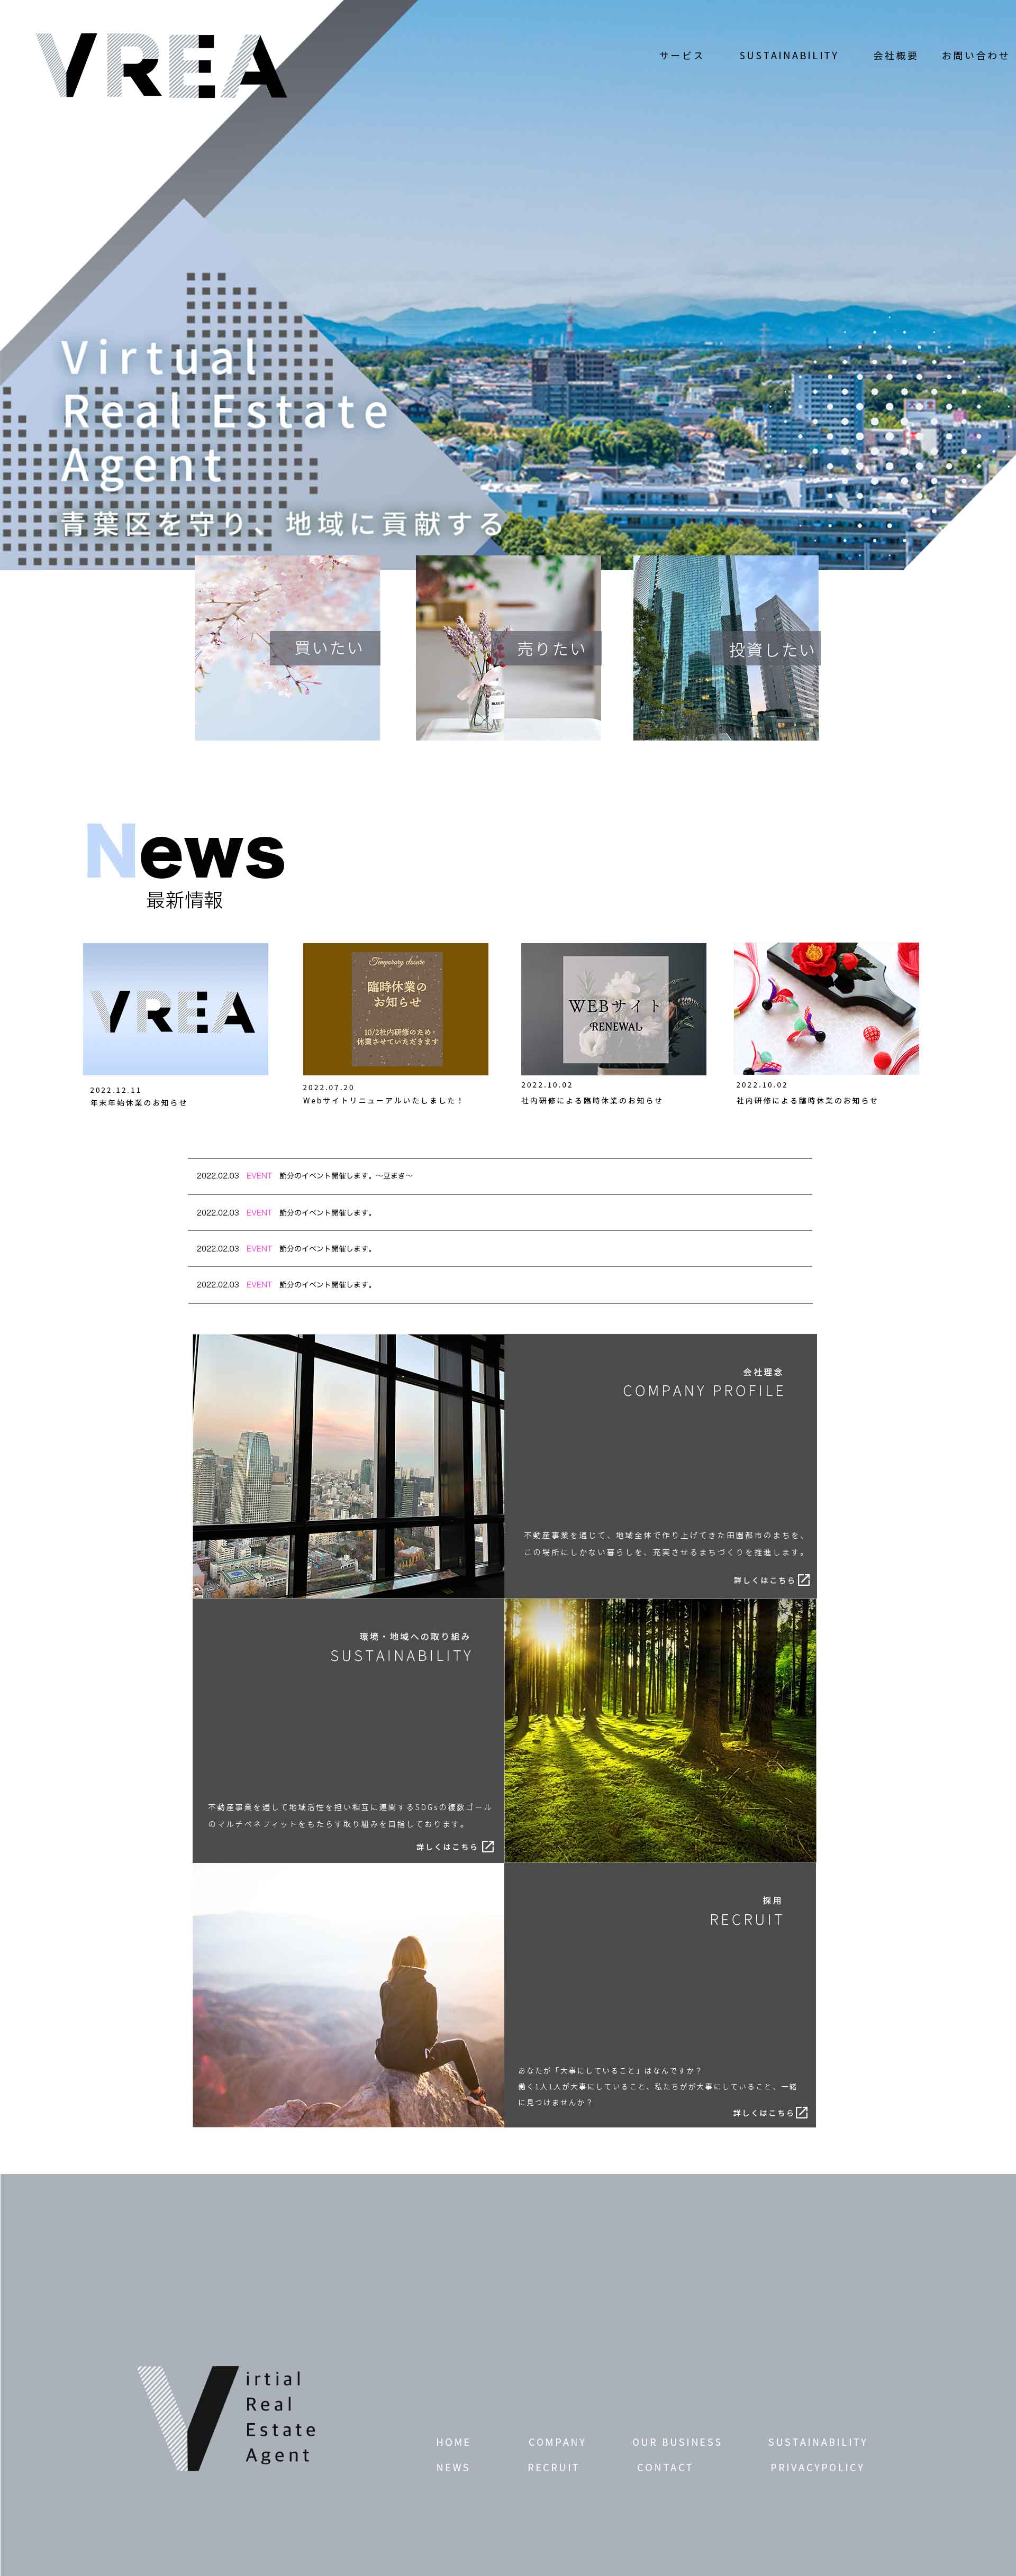 VREA
サービス
SUSTAINABILITY
会社概要
お問い合わせ
Virtual
Real Estate
Agent
青葉区を守り、地域に貢献する
買いたい
売りたい
投資したい
News
最新情報
VREA
2022.12.11
年末年始休業のお知らせ
Temporary closure
臨時休業の
お知らせ
10/2社内研修のため
休業させていただきます
2022.07.20
Webサイトリニューアルいたしました！
WEBサイト
RENEWAL
2022.10.02
社内研修による臨時休業のお知らせ
2022.10.02
社内研修による臨時休業のお知らせ
2022.02.03 EVENT 節分のイベント開催します。～豆まき～
2022.02.03 EVENT 節分のイベント開催します。
2022.02.03 EVENT 節分のイベント開催します。
2022.02.03 EVENT 節分のイベント開催します。
会社理念
COMPANY PROFILE
不動産事業を通じて、地域全体で作り上げてきた田園都市のまちを、
この場所にしかない暮らしを、充実させるまちづくりを推進します。
詳しくはこちら
環境・地域への取り組み
SUSTAINABILITY
不動産事業を通して地域活性を担い相互に連関するSDGsの複数ゴール
のマルチベネフィットをもたらす取り組みを目指しております。
詳しくはこちら
採用
RECRUIT
あなたが「大事にしていること」はなんですか？
働く1人1人が大事にしていること、私たちがが大事にしていること、一緒
に見つけませんか？
詳しくはこちら
Virtial
Real
Estate
Agent
HOME COMPANY OUR BUSINESS SUSTAINABILITY
NEWS RECRUIT CONTACT PRIVACYPOLICY